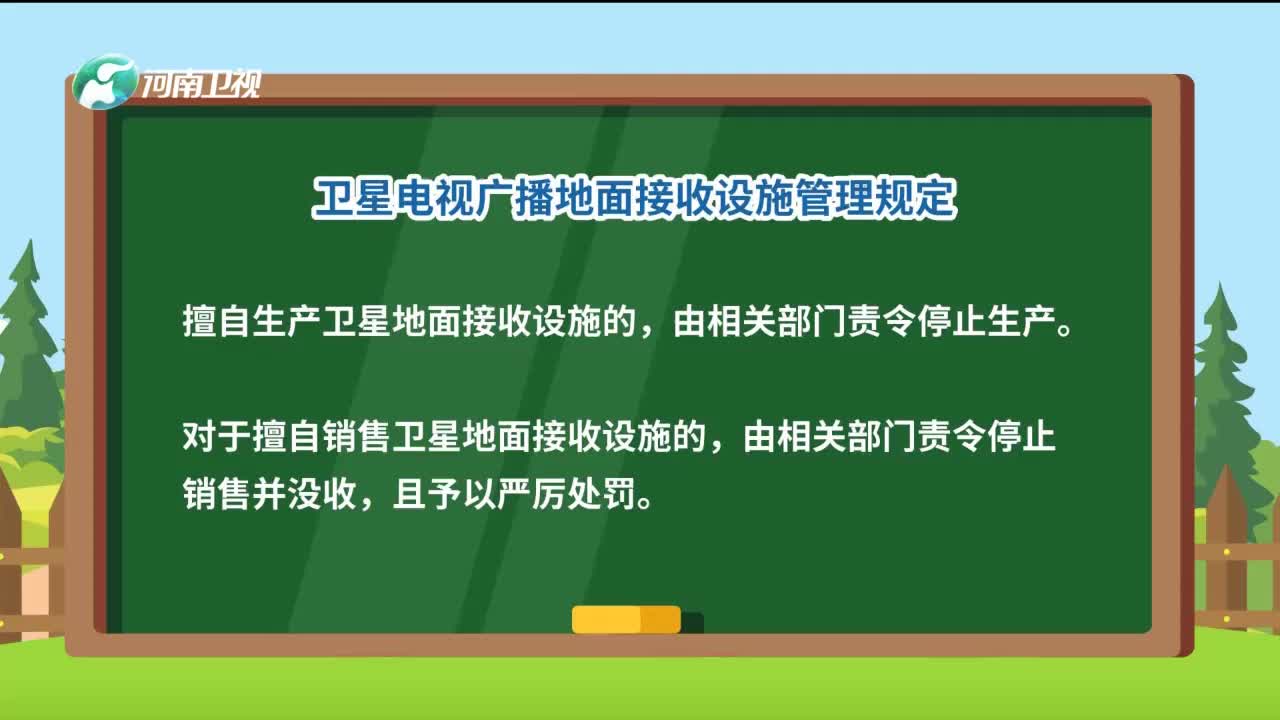 河南卫视
卫星电视广播地面接收设施管理规定
擅自生产卫星地面接收设施的，由相关部门责令停止生产。
对于擅自销售卫星地面接收设施的，由相关部门责令停止
销售并没收，且予以严厉处罚。